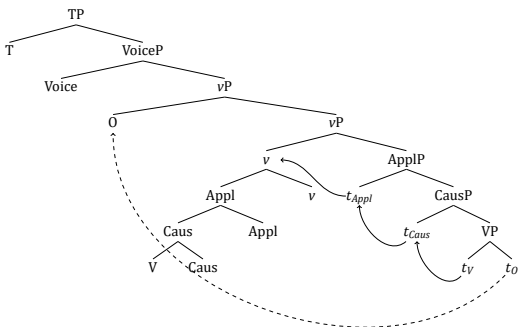 TP
T VoiceP
Voice vP
O vP
v ApplP
Appl v t_Appl CausP
Caus Appl t_Caus VP
V Caus t_V t_O